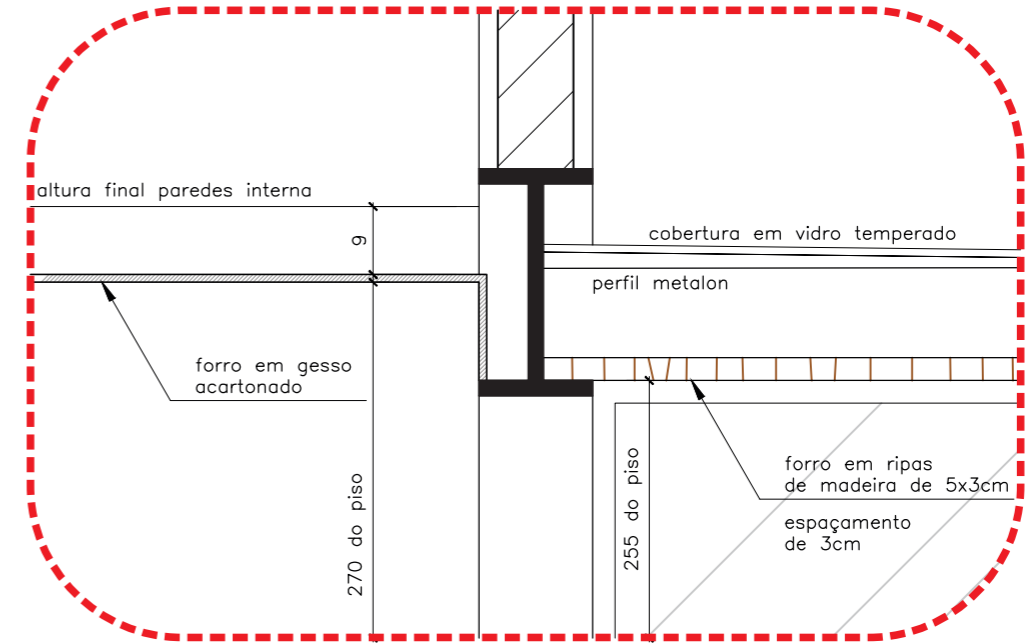 altura final paredes interna
9
cobertura em vidro temperado
perfil metalon
forro em gesso
acartonado
270 do piso
255 do piso
forro em ripas
de madeira de 5x3cm
espaçamento
de 3cm